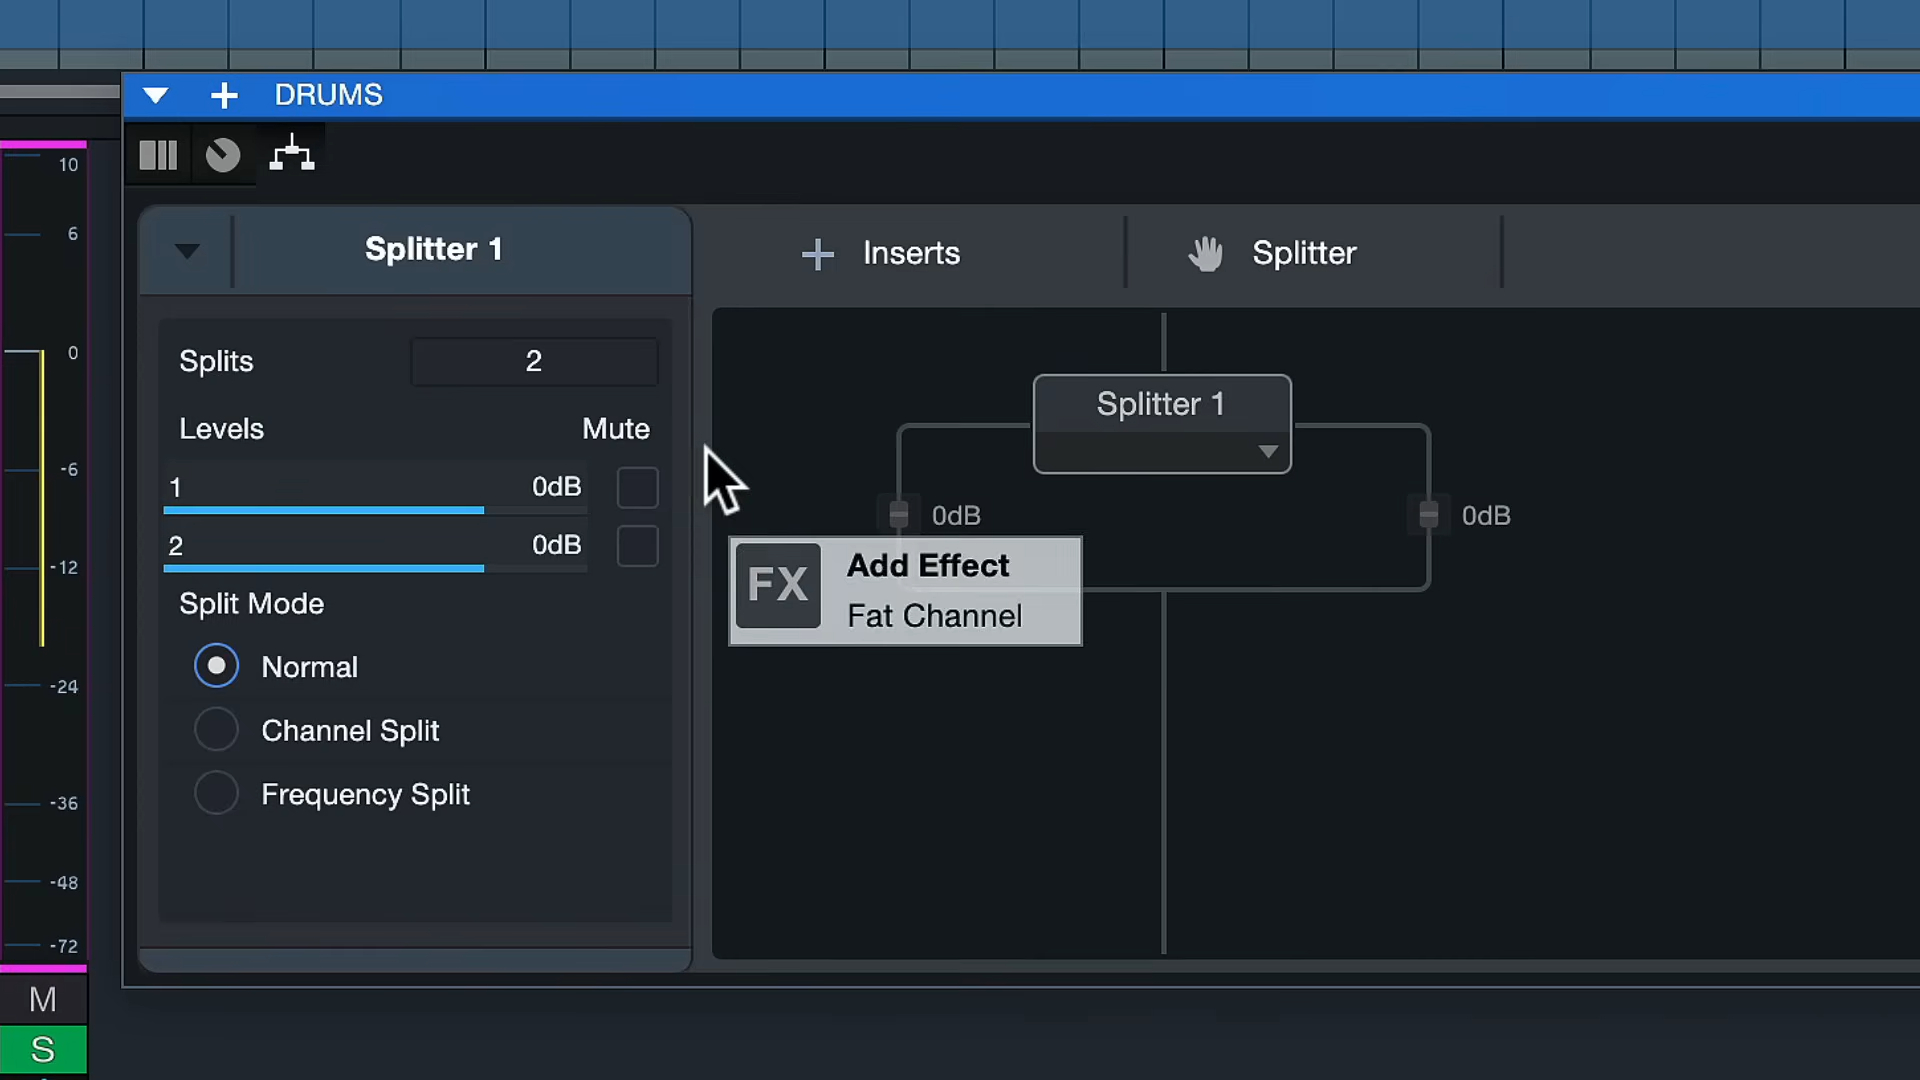 DRUMS
10
6
0
-6
-12
-24
-36
-48
-72
M
S
Splitter 1
Splits
2
Levels
Mute
1
0dB
2
0dB
Split Mode
Normal
Channel Split
Frequency Split
Inserts
Splitter
Splitter 1
0dB
0dB
FX
Add Effect
Fat Channel